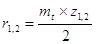 r₁,₂ = (mₜ × z₁,₂) / 2